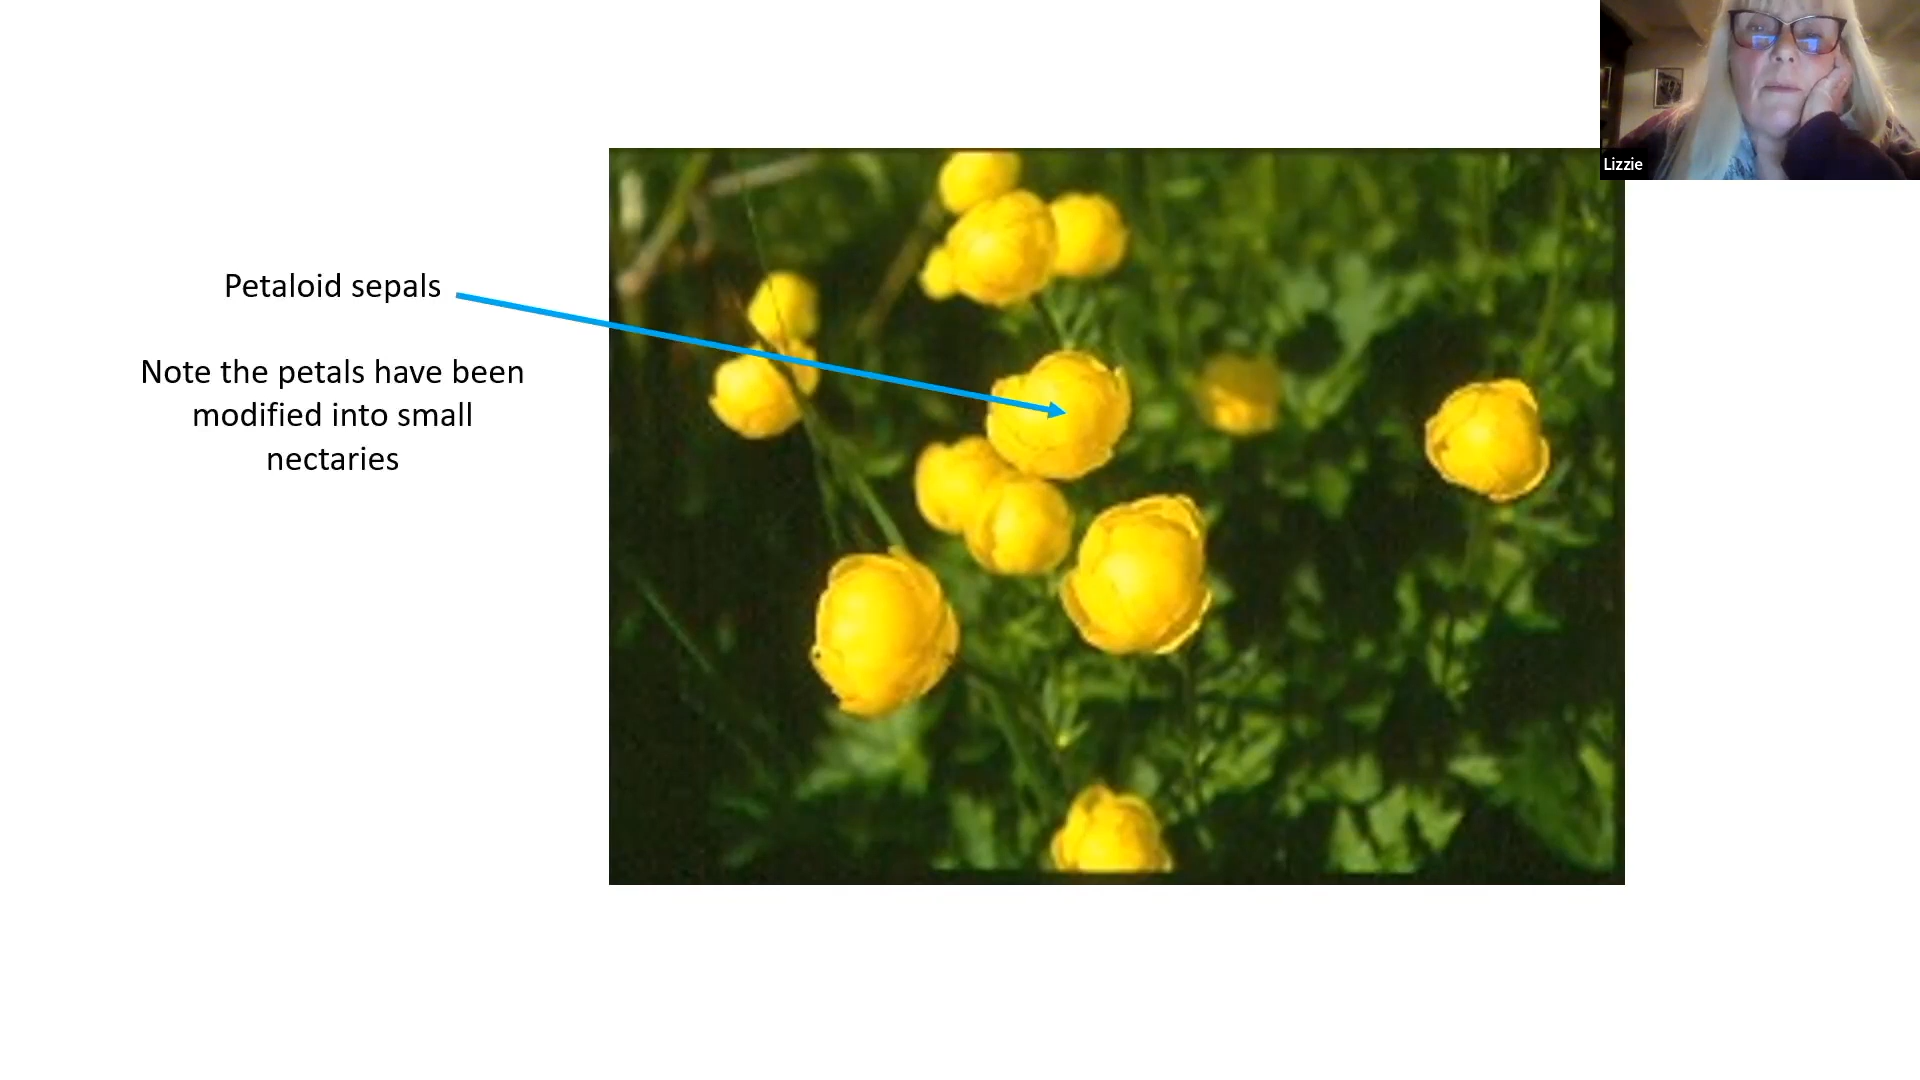 Lizzie
Petaloid sepals
Note the petals have been
modified into small
nectaries